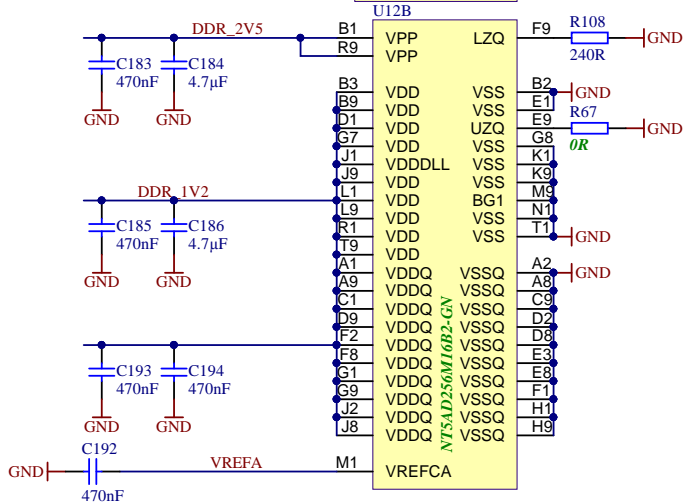 U12B
DDR_2V5 B1 VPP LZQ F9 R108 GND
R9 VPP 240R
C183 C184
470nF 4.7µF
GND GND
B3 VDD VSS B2 GND
B9 VDD VSS E1
D1 VDD UZQ E9 R67 GND
G7 VDD VSS G8 0R
J1 VDDDLL VSS K1
J9 VDD VSS K9
DDR_1V2 L1 VDD BG1 M9
L9 VDD VSS N1
C185 C186
470nF 4.7µF
R1 VDD VSS T1 GND
T9 VDD
GND GND
A1 VDDQ VSSQ A2 GND
A9 VDDQ VSSQ A8
C1 VDDQ VSSQ C9
D9 VDDQ VSSQ D2
F2 VDDQ VSSQ D8
F8 VDDQ VSSQ E3
C193 C194
470nF 470nF
G1 VDDQ VSSQ E8
G9 VDDQ VSSQ F1
GND GND
J2 VDDQ VSSQ H1
J8 VDDQ VSSQ H9
NT5AD256M16B2-GN
C192
GND VREFA M1 VREFCA
470nF